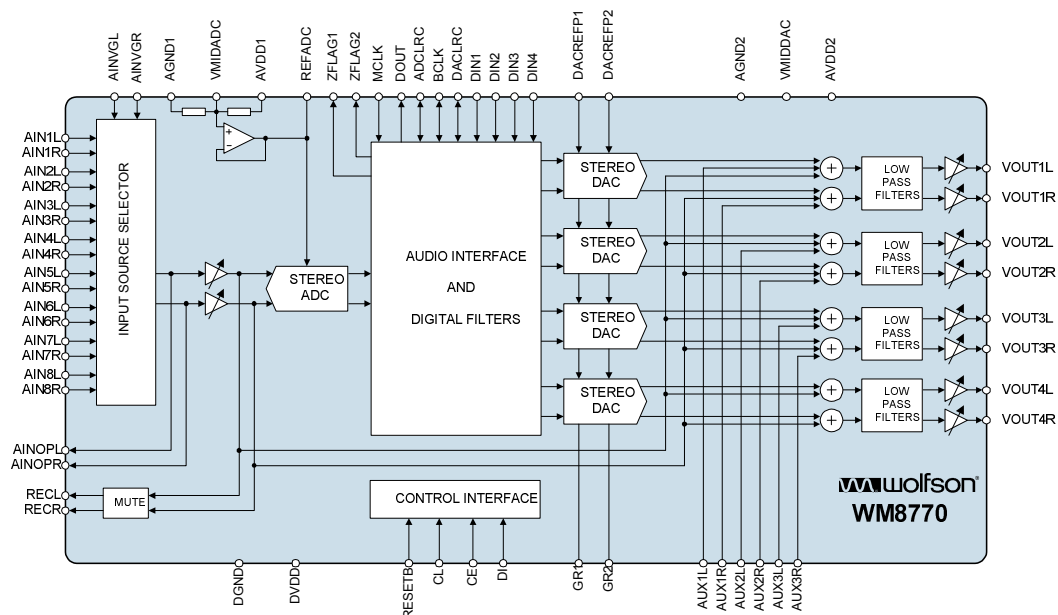 AINVGL
AINVGR
AGND1
VMIDADC
AVDD1
REFADC
ZFLAG1
ZFLAG2
MCLK
DOUT
ADCLRC
BCLK
DACLRC
DIN1
DIN2
DIN3
DIN4
DACREFP1
DACREFP2
AGND2
VMIDDAC
AVDD2
AIN1L
AIN1R
AIN2L
AIN2R
AIN3L
AIN3R
AIN4L
AIN4R
AIN5L
AIN5R
AIN6L
AIN6R
AIN7L
AIN7R
AIN8L
AIN8R
AINOPL
AINOPR
RECL
RECR
INPUT SOURCE SELECTOR
+
-
STEREO
ADC
MUTE
AUDIO INTERFACE
AND
DIGITAL FILTERS
CONTROL INTERFACE
STEREO
DAC
STEREO
DAC
STEREO
DAC
STEREO
DAC
+
+
+
+
+
+
+
+
LOW
PASS
FILTERS
LOW
PASS
FILTERS
LOW
PASS
FILTERS
LOW
PASS
FILTERS
VOUT1L
VOUT1R
VOUT2L
VOUT2R
VOUT3L
VOUT3R
VOUT4L
VOUT4R
wolfson®
WM8770
DGND
DVDD
RESETB
CL
CE
DI
GR1
GR2
AUX1L
AUX1R
AUX2L
AUX2R
AUX3L
AUX3R